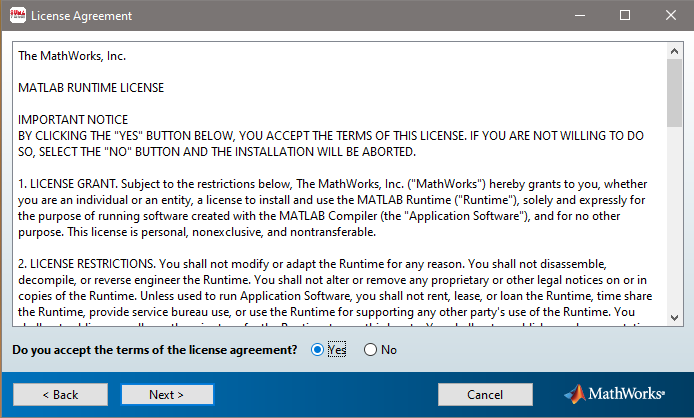 License Agreement
The MathWorks, Inc.
MATLAB RUNTIME LICENSE
IMPORTANT NOTICE
BY CLICKING THE "YES" BUTTON BELOW, YOU ACCEPT THE TERMS OF THIS LICENSE. IF YOU ARE NOT WILLING TO DO
SO, SELECT THE "NO" BUTTON AND THE INSTALLATION WILL BE ABORTED.
1. LICENSE GRANT. Subject to the restrictions below, The MathWorks, Inc. ("MathWorks") hereby grants to you, whether
you are an individual or an entity, a license to install and use the MATLAB Runtime ("Runtime"), solely and expressly for
the purpose of running software created with the MATLAB Compiler (the "Application Software"), and for no other
purpose. This license is personal, nonexclusive, and nontransferable.
2. LICENSE RESTRICTIONS. You shall not modify or adapt the Runtime for any reason. You shall not disassemble,
decompile, or reverse engineer the Runtime. You shall not alter or remove any proprietary or other legal notices on or in
copies of the Runtime. Unless used to run Application Software, you shall not rent, lease, or loan the Runtime, time share
the Runtime, provide service bureau use, or use the Runtime for supporting any other party's use of the Runtime. You
Do you accept the terms of the license agreement? Yes No
< Back Next > Cancel MathWorks®